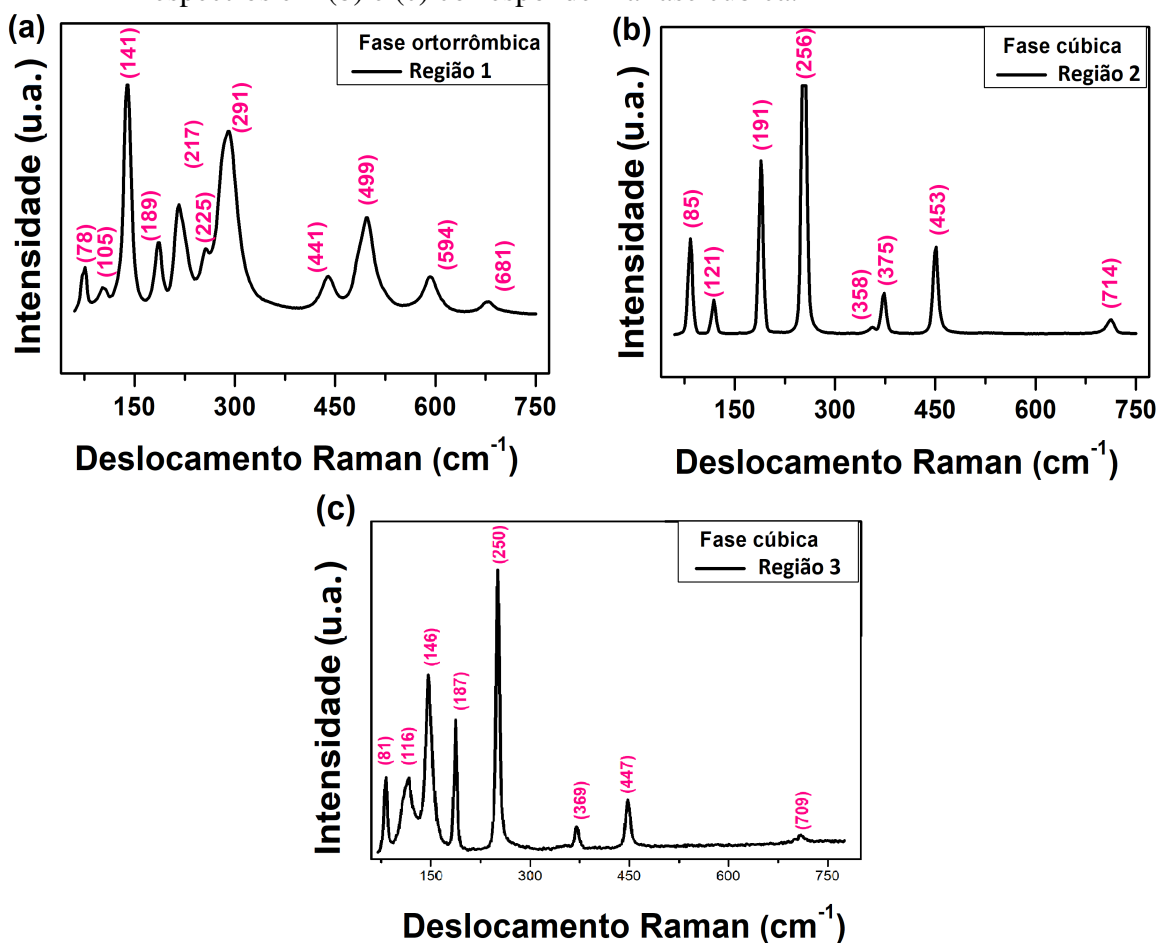 (a)
Fase ortorrômbica
Região 1
(78)
(105)
(141)
(189)
(217)
(225)
(291)
(441)
(499)
(594)
(681)
Intensidade (u.a.)
150 300 450 600 750
Deslocamento Raman (cm-1)
(b)
Fase cúbica
Região 2
(85)
(121)
(191)
(256)
(358)
(375)
(453)
(714)
Intensidade (u.a.)
150 300 450 600 750
Deslocamento Raman (cm-1)
(c)
Fase cúbica
Região 3
(81)
(116)
(146)
(187)
(250)
(369)
(447)
(709)
Intensidade (u.a.)
150 300 450 600 750
Deslocamento Raman (cm-1)